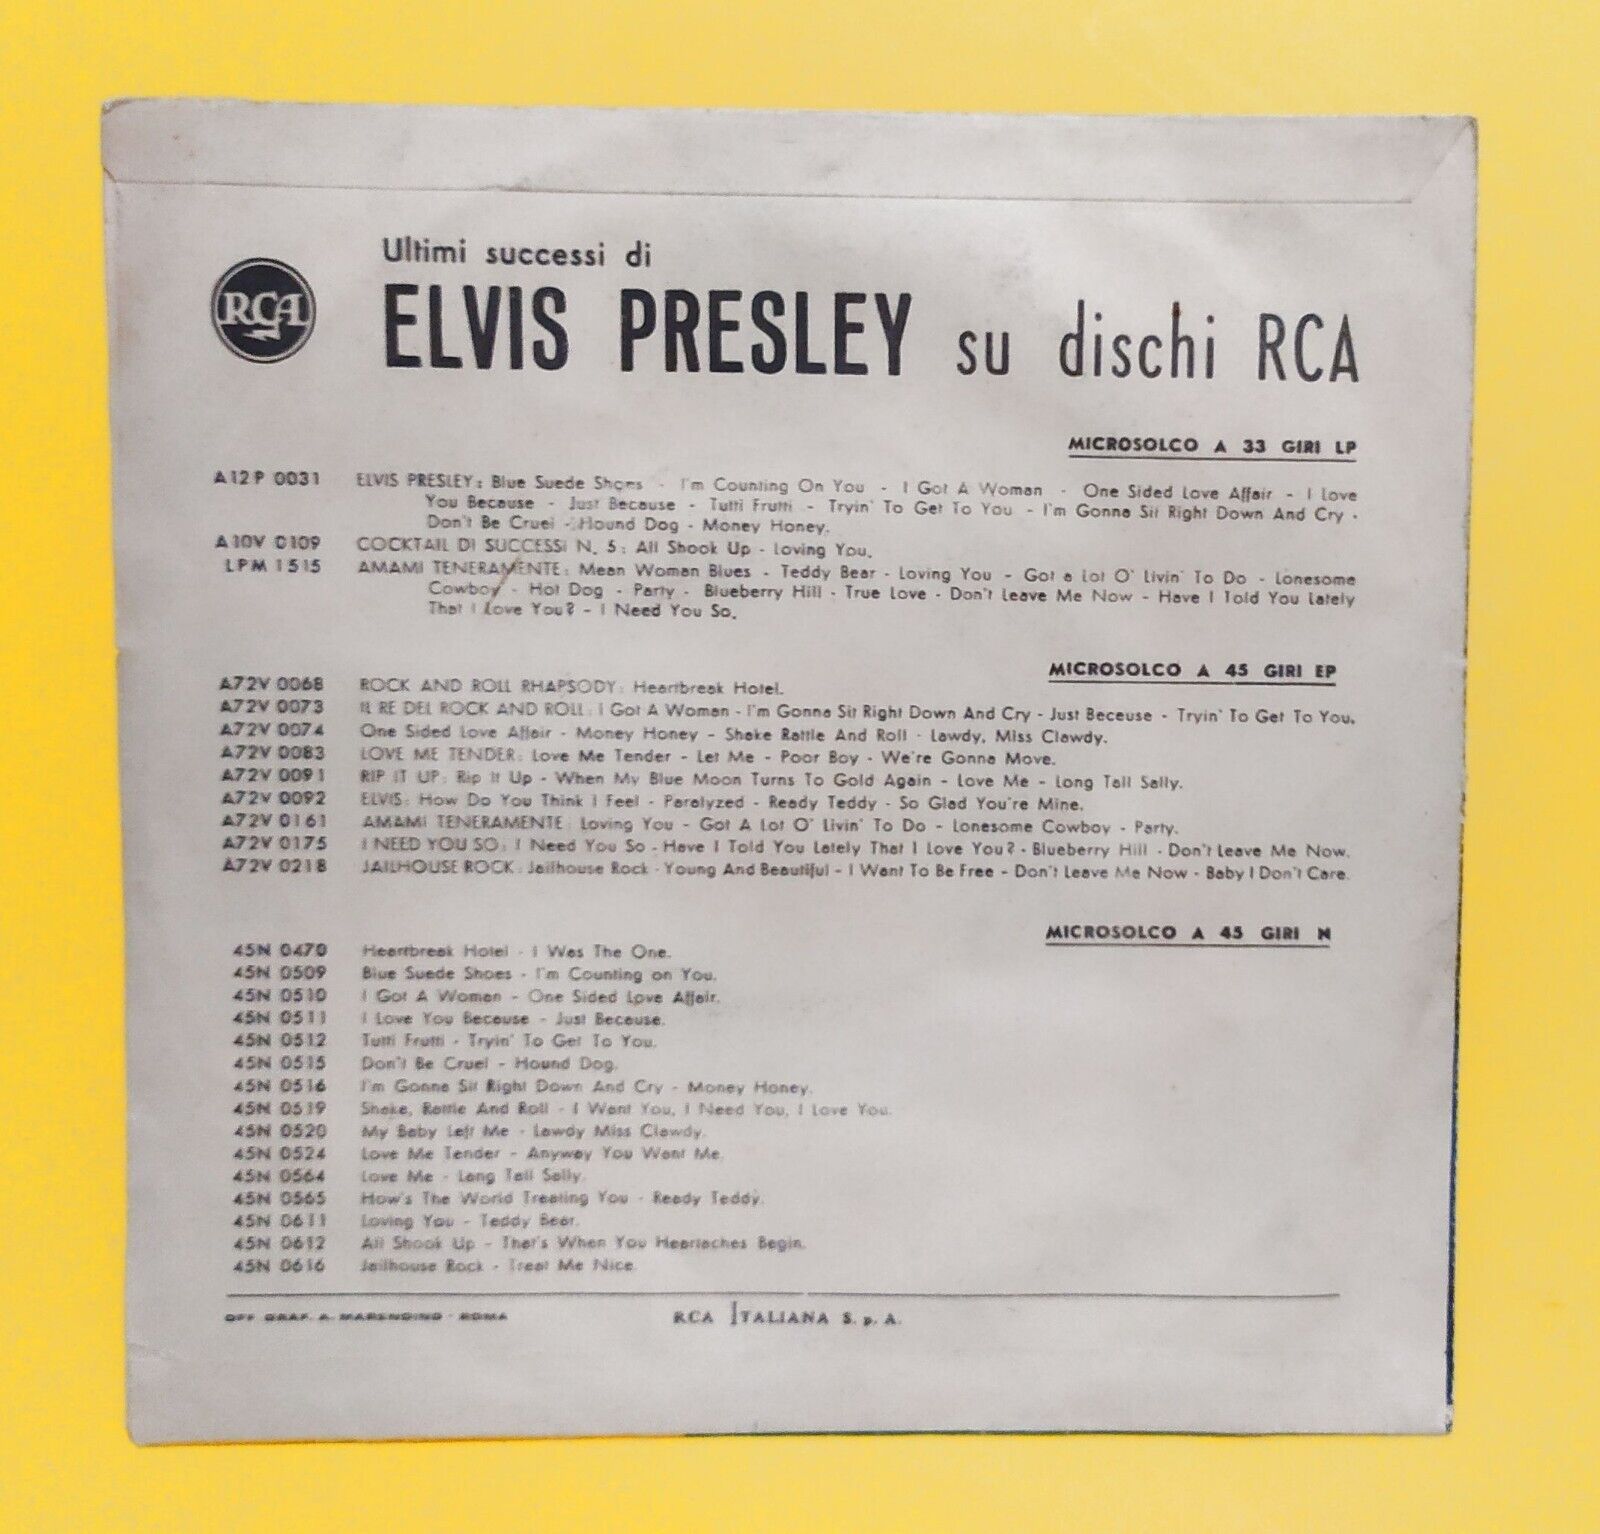 Ultimi successi di
RCA
ELVIS PRESLEY su dischi RCA
MICROSOLCO A 33 GIRI LP
A12P 0031 ELVIS PRESLEY: Blue Suede Shoes - I'm Counting On You - I Got A Woman - One Sided Love Affair - I Love
You Because - Just Because - Tutti Frutti - Tryin' To Get To You - I'm Gonna Sit Right Down And Cry -
Don't Be Cruel - Hound Dog - Money Honey.
A10V 0109 COCKTAIL DI SUCCESSI N. 5: All Shook Up - Loving You.
LPM 1515 AMAMI TENERAMENTE: Mean Woman Blues - Teddy Bear - Loving You - Got a Lot O' Livin' To Do - Lonesome
Cowboy - Hot Dog - Party - Blueberry Hill - True Love - Don't Leave Me Now - Have I Told You Lately
That I Love You? - I Need You So.
MICROSOLCO A 45 GIRI EP
A72V 0068 ROCK AND ROLL RHAPSODY: Heartbreak Hotel.
A72V 0073 IL RE DEL ROCK AND ROLL: I Got A Woman - I'm Gonna Sit Right Down And Cry - Just Beceuse - Tryin' To Get To You.
A72V 0074 One Sided Love Affair - Money Honey - Shake Rattle And Roll - Lawdy, Miss Clawdy.
A72V 0083 LOVE ME TENDER: Love Me Tender - Let Me - Poor Boy - We're Gonna Move.
A72V 0091 RIP IT UP: Rip It Up - When My Blue Moon Turns To Gold Again - Love Me - Long Tall Sally.
A72V 0092 ELVIS: How Do You Think I Feel - Paralyzed - Ready Teddy - So Glad You're Mine.
A72V 0161 AMAMI TENERAMENTE: Loving You - Got A Lot O' Livin' To Do - Lonesome Cowboy - Party.
A72V 0175 I NEED YOU SO: I Need You So - Have I Told You Lately That I Love You? - Blueberry Hill - Don't Leave Me Now.
A72V 0218 JAILHOUSE ROCK: Jailhouse Rock - Young And Beautiful - I Want To Be Free - Don't Leave Me Now - Baby I Don't Care.
MICROSOLCO A 45 GIRI N
45N 0470 Heartbreak Hotel - I Was The One.
45N 0509 Blue Suede Shoes - I'm Counting on You.
45N 0510 I Got A Woman - One Sided Love Affair.
45N 0511 I Love You Because - Just Because.
45N 0512 Tutti Frutti - Tryin' To Get To You.
45N 0515 Don't Be Cruel - Hound Dog.
45N 0516 I'm Gonna Sit Right Down And Cry - Money Honey.
45N 0519 Shake, Rattle And Roll - I Want You, I Need You, I Love You.
45N 0520 My Baby Left Me - Lawdy Miss Clawdy.
45N 0524 Love Me Tender - Anyway You Want Me.
45N 0564 Love Me - Long Tall Sally.
45N 0565 How's The World Treating You - Ready Teddy.
45N 0611 Loving You - Teddy Bear.
45N 0612 All Shook Up - That's When You Heartaches Begin.
45N 0616 Jailhouse Rock - Treat Me Nice.
OFF. GRAF. A. MARENGINO - ROMA RCA ITALIANA S. p. A.